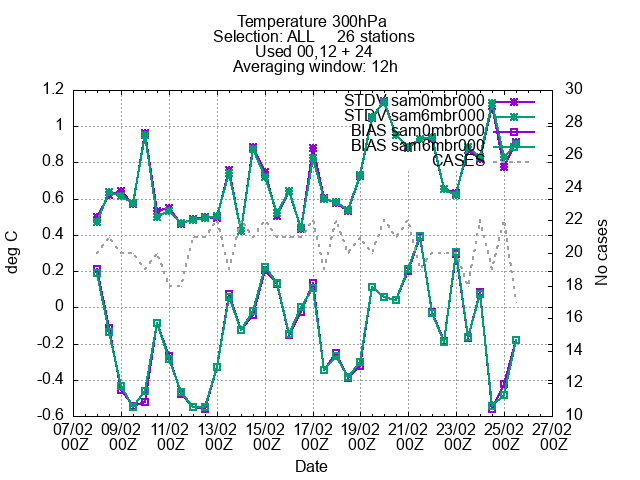 Temperature 300hPa
Selection: ALL 26 stations
Used 00,12 + 24
Averaging window: 12h
STDV sam0mbr000
STDV sam6mbr000
BIAS sam0mbr000
BIAS sam6mbr000
CASES
deg C
1.2
1
0.8
0.6
0.4
0.2
0
-0.2
-0.4
-0.6
No cases
30
28
26
24
22
20
18
16
14
12
10
07/02 09/02 11/02 13/02 15/02 17/02 19/02 21/02 23/02 25/02 27/02
00Z 00Z 00Z 00Z 00Z 00Z 00Z 00Z 00Z 00Z 00Z
Date